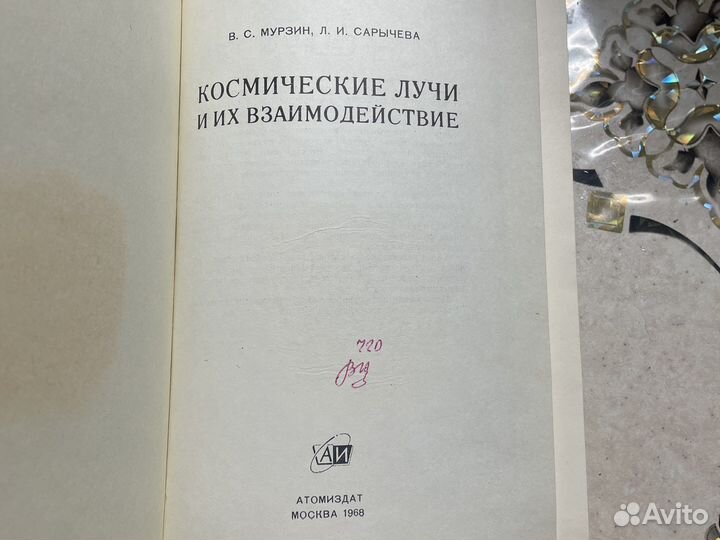 В. С. МУРЗИН, Л. И. САРЫЧЕВА
КОСМИЧЕСКИЕ ЛУЧИ
И ИХ ВЗАИМОДЕЙСТВИЕ
720
АИ
АТОМИЗДАТ
МОСКВА 1968
Avito